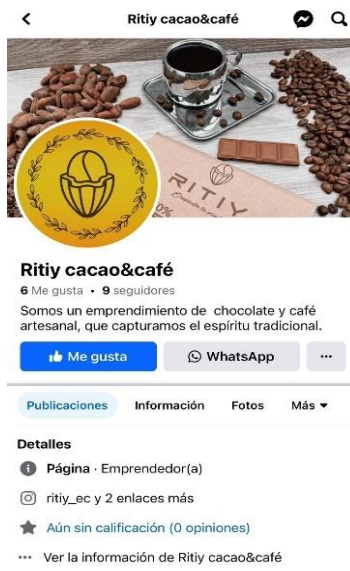 Ritiy cacao&café
RITIY
0%
Ritiy cacao&café
6 Me gusta • 9 seguidores
Somos un emprendimiento de chocolate y café
artesanal, que capturamos el espíritu tradicional.
Me gusta
WhatsApp
Publicaciones
Información
Fotos
Más
Detalles
Página · Emprendedor(a)
ritiy_ec y 2 enlaces más
Aún sin calificación (0 opiniones)
Ver la información de Ritiy cacao&café